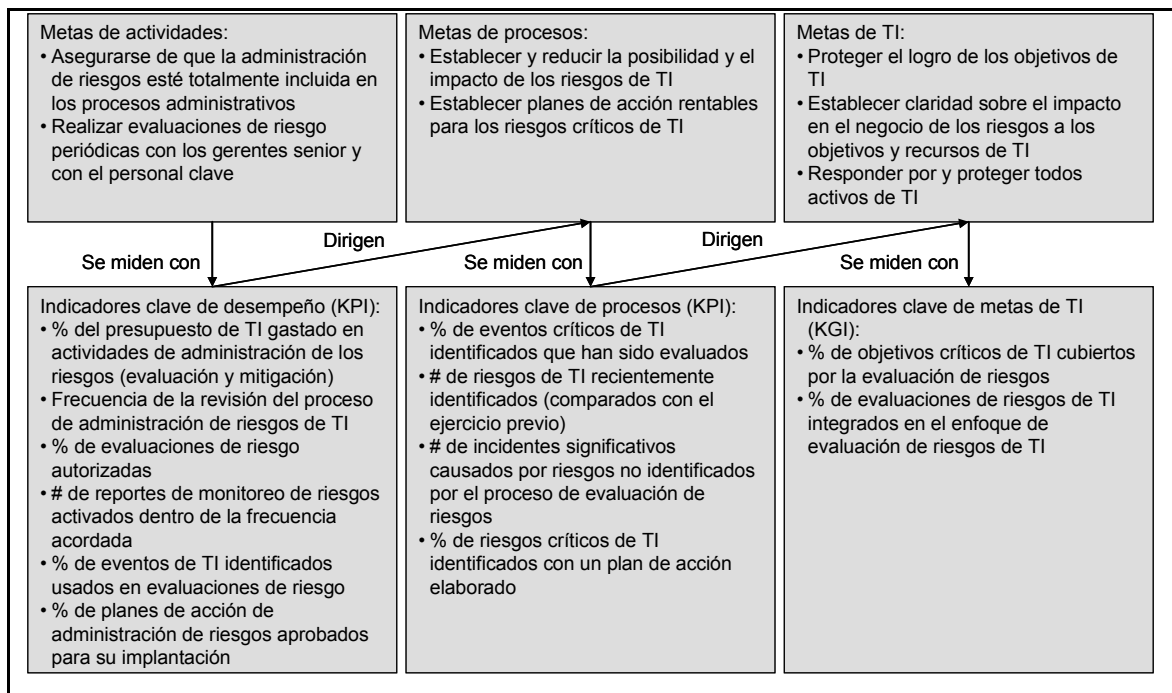 Metas de actividades:
• Asegurarse de que la administración
de riesgos esté totalmente incluida en
los procesos administrativos
• Realizar evaluaciones de riesgo
periódicas con los gerentes senior y
con el personal clave
Metas de procesos:
• Establecer y reducir la posibilidad y el
impacto de los riesgos de TI
• Establecer planes de acción rentables
para los riesgos críticos de TI
Metas de TI:
• Proteger el logro de los objetivos de
TI
• Establecer claridad sobre el impacto
en el negocio de los riesgos a los
objetivos y recursos de TI
• Responder por y proteger todos
activos de TI
Se miden con
Dirigen
Se miden con
Dirigen
Se miden con
Indicadores clave de desempeño (KPI):
• % del presupuesto de TI gastado en
actividades de administración de los
riesgos (evaluación y mitigación)
• Frecuencia de la revisión del proceso
de administración de riesgos de TI
• % de evaluaciones de riesgo
autorizadas
• # de reportes de monitoreo de riesgos
activados dentro de la frecuencia
acordada
• % de eventos de TI identificados
usados en evaluaciones de riesgo
• % de planes de acción de
administración de riesgos aprobados
para su implantación
Indicadores clave de procesos (KPI):
• % de eventos críticos de TI
identificados que han sido evaluados
• # de riesgos de TI recientemente
identificados (comparados con el
ejercicio previo)
• # de incidentes significativos
causados por riesgos no identificados
por el proceso de evaluación de
riesgos
• % de riesgos críticos de TI
identificados con un plan de acción
elaborado
Indicadores clave de metas de TI
(KGI):
• % de objetivos críticos de TI cubiertos
por la evaluación de riesgos
• % de evaluaciones de riesgos de TI
integrados en el enfoque de
evaluación de riesgos de TI